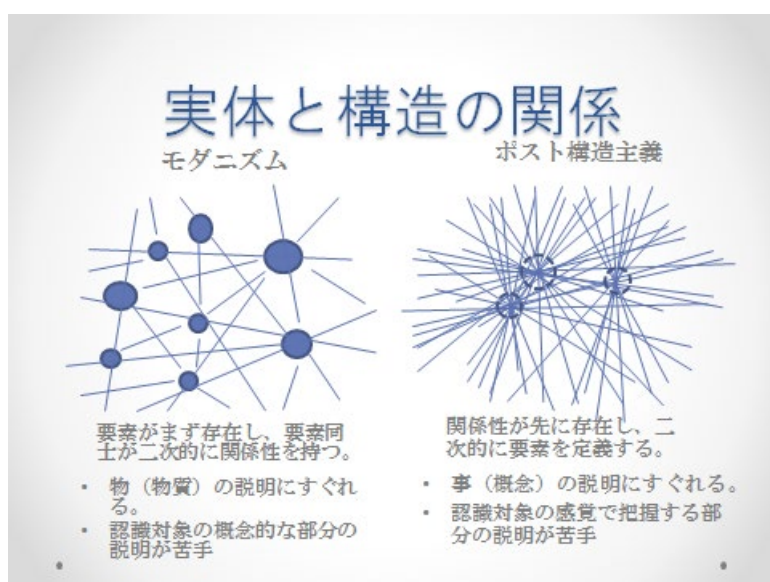 実体と構造の関係
モダニズム
ポスト構造主義
要素がまず存在し、要素同
士が二次的に関係性を持つ。
・ 物（物質）の説明にすぐれ
る。
・ 認識対象の概念的な部分の
説明が苦手
関係性が先に存在し、二
次的に要素を定義する。
・ 事（概念）の説明にすぐれる。
・ 認識対象の感覚で把握する部
分の説明が苦手